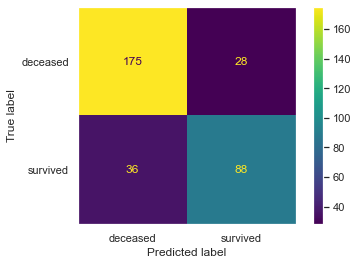 160
deceased 175 28
140
120
True label
100
80
survived 36 88
60
40
deceased survived
Predicted label